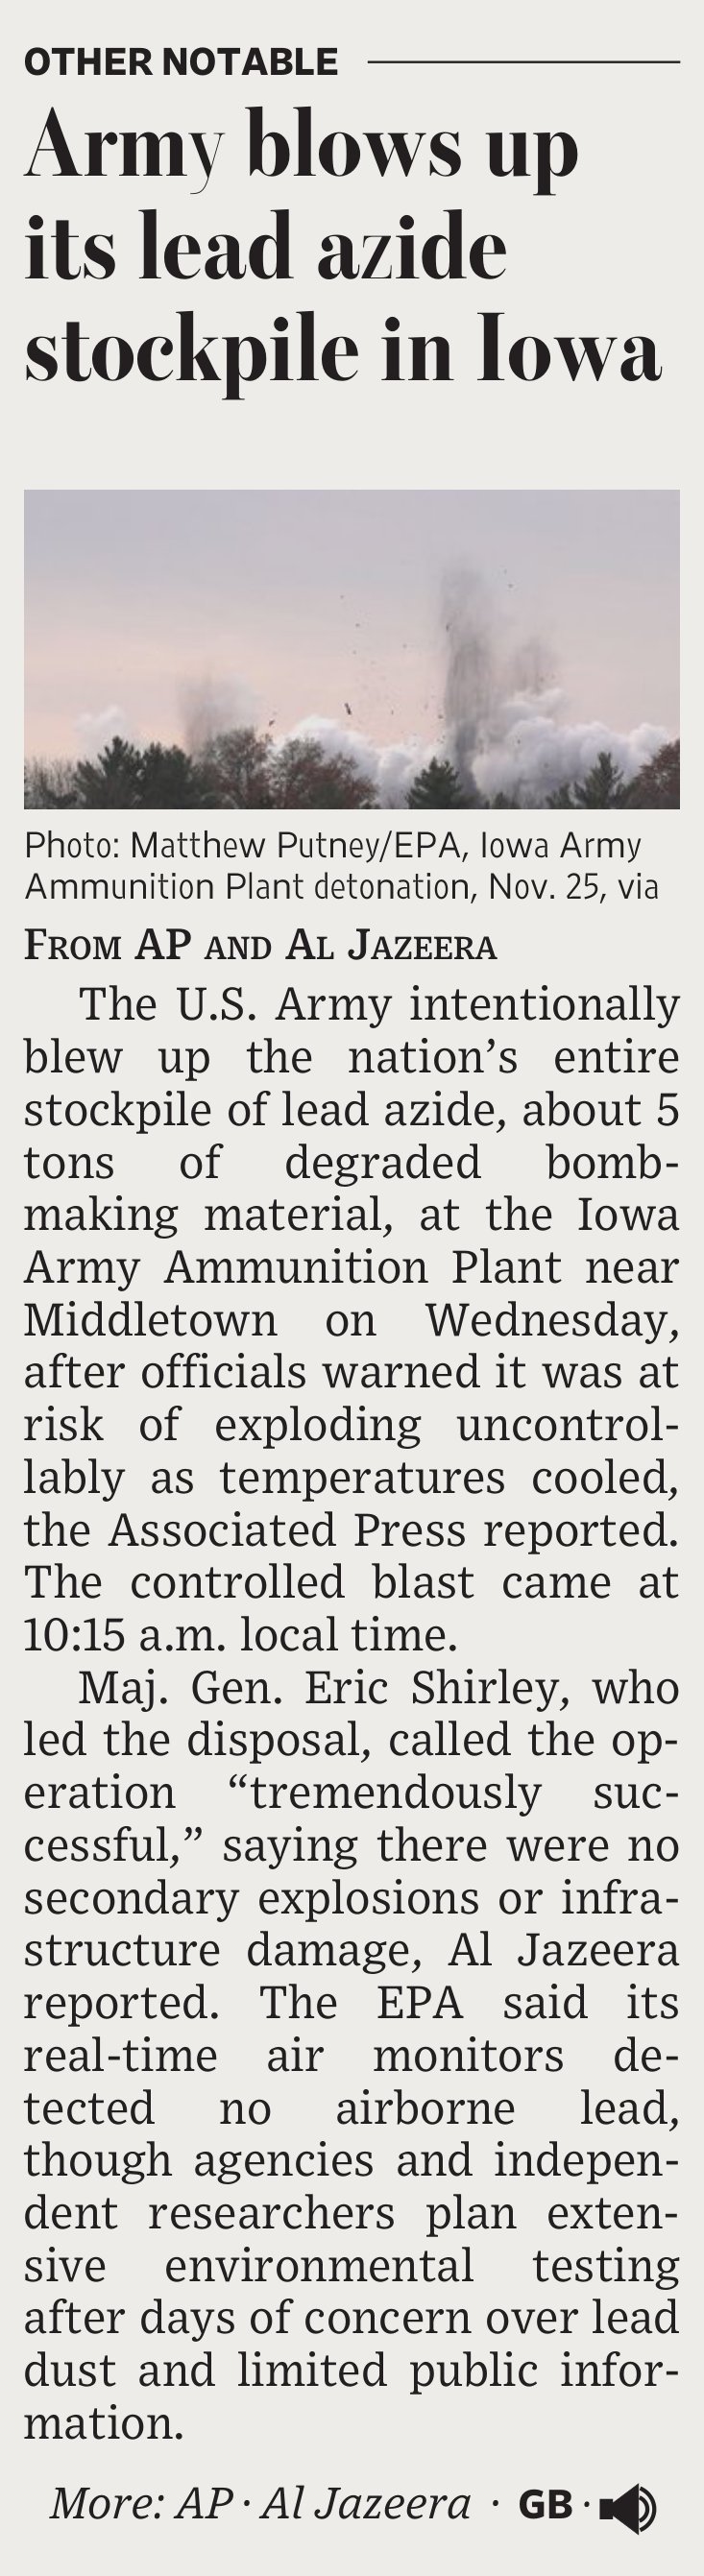 OTHER NOTABLE
Army blows up
its lead azide
stockpile in Iowa
Photo: Matthew Putney/EPA, Iowa Army
Ammunition Plant detonation, Nov. 25, via
From AP and Al Jazeera
The U.S. Army intentionally
blew up the nation’s entire
stockpile of lead azide, about 5
tons of degraded bomb-
making material, at the Iowa
Army Ammunition Plant near
Middletown on Wednesday,
after officials warned it was at
risk of exploding uncontrol-
lably as temperatures cooled,
the Associated Press reported.
The controlled blast came at
10:15 a.m. local time.
Maj. Gen. Eric Shirley, who
led the disposal, called the op-
eration “tremendously suc-
cessful,” saying there were no
secondary explosions or infra-
structure damage, Al Jazeera
reported. The EPA said its
real-time air monitors de-
tected no airborne lead,
though agencies and indepen-
dent researchers plan exten-
sive environmental testing
after days of concern over lead
dust and limited public infor-
mation.
More: AP · Al Jazeera · GB ·